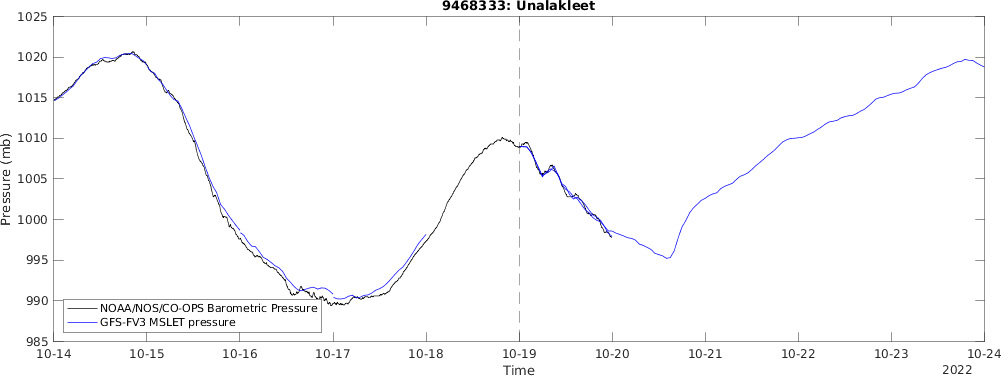 9468333: Unalakleet
Pressure (mb)
1025
1020
1015
1010
1005
1000
995
990
985
NOAA/NOS/CO-OPS Barometric Pressure
GFS-FV3 MSLET pressure
10-14 10-15 10-16 10-17 10-18 10-19 10-20 10-21 10-22 10-23 10-24
Time
2022